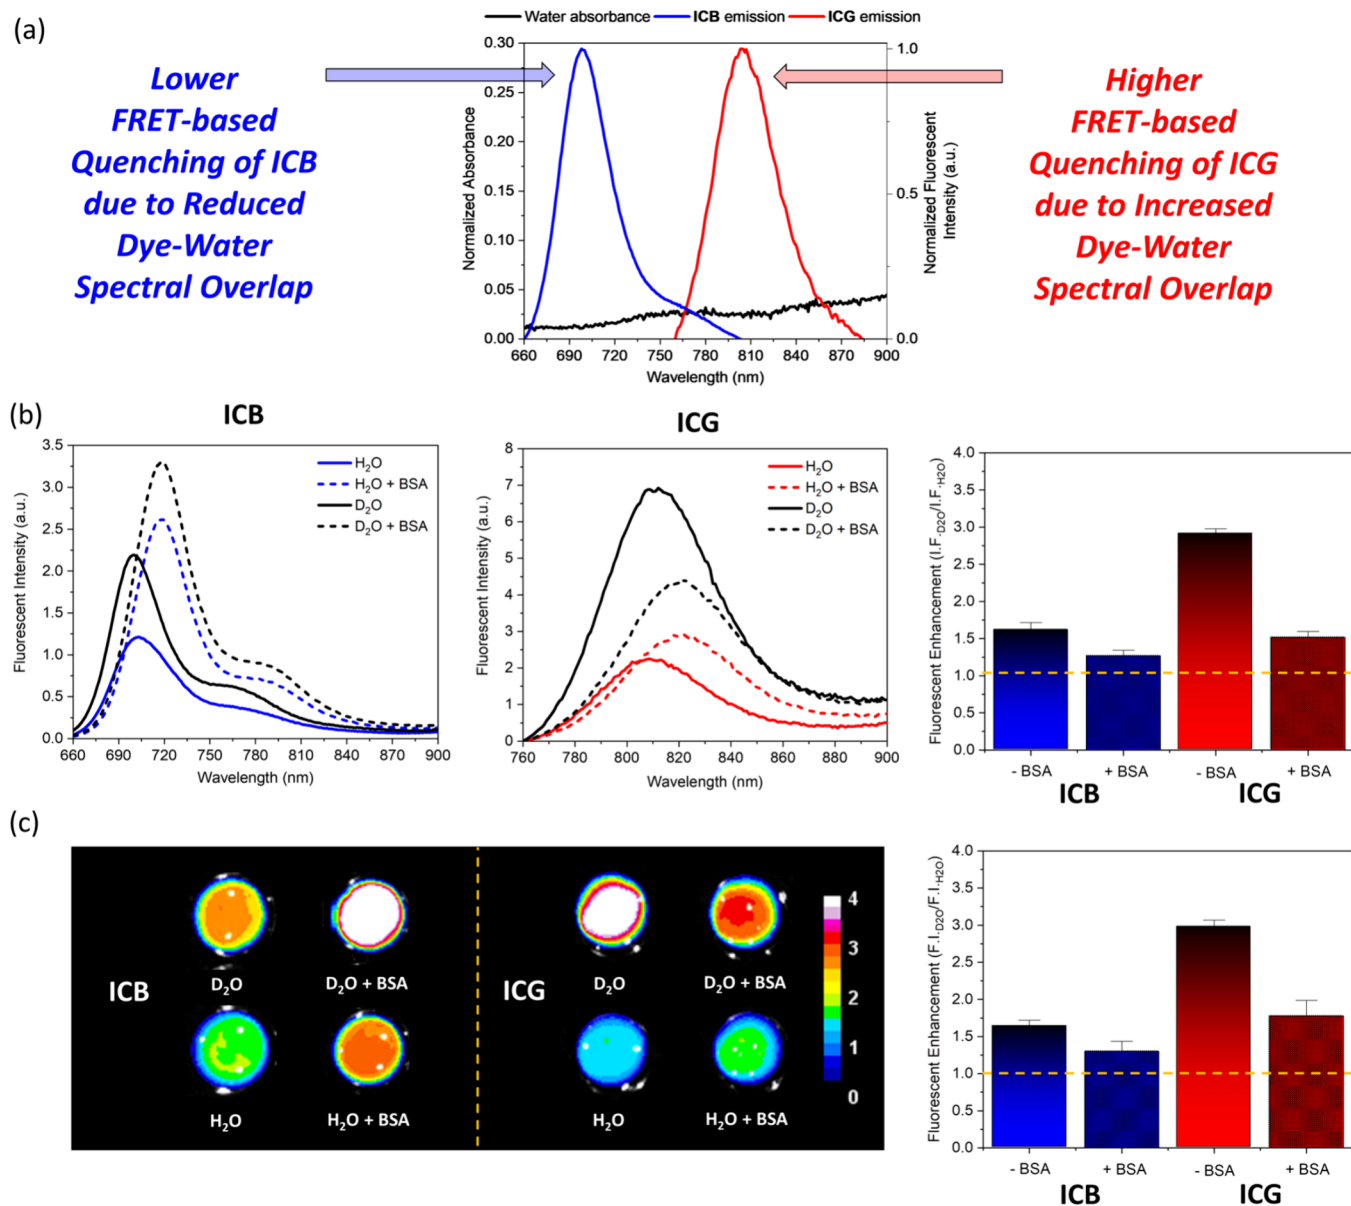 (a)
Water absorbance ICB emission ICG emission
Lower
FRET-based
Quenching of ICB
due to Reduced
Dye-Water
Spectral Overlap
Normalized Absorbance
0.30
0.25
0.20
0.15
0.10
0.05
0.00
660 690 720 750 780 810 840 870 900
Wavelength (nm)
1.0
0.5
0.0
Normalized Fluorescent
Intensity (a.u.)
Higher
FRET-based
Quenching of ICG
due to Increased
Dye-Water
Spectral Overlap
(b)
ICB
Fluorescent Intensity (a.u.)
3.5
3.0
2.5
2.0
1.5
1.0
0.5
0.0
H2O
H2O + BSA
D2O
D2O + BSA
660 690 720 750 780 810 840 870 900
Wavelength (nm)
ICG
Fluorescent Intensity (a.u.)
8
7
6
5
4
3
2
1
0
H2O
H2O + BSA
D2O
D2O + BSA
760 780 800 820 840 860 880 900
Wavelength (nm)
Fluorescent Enhancement (I.F.D2O/I.F.H2O)
4.0
3.5
3.0
2.5
2.0
1.5
1.0
0.5
0.0
- BSA + BSA - BSA + BSA
ICB ICG
(c)
ICB
D2O D2O + BSA
H2O H2O + BSA
ICG
D2O D2O + BSA
H2O H2O + BSA
4
3
2
1
0
Fluorescent Enhancement (F.I.D2O/F.I.H2O)
4.0
3.5
3.0
2.5
2.0
1.5
1.0
0.5
0.0
- BSA + BSA - BSA + BSA
ICB ICG